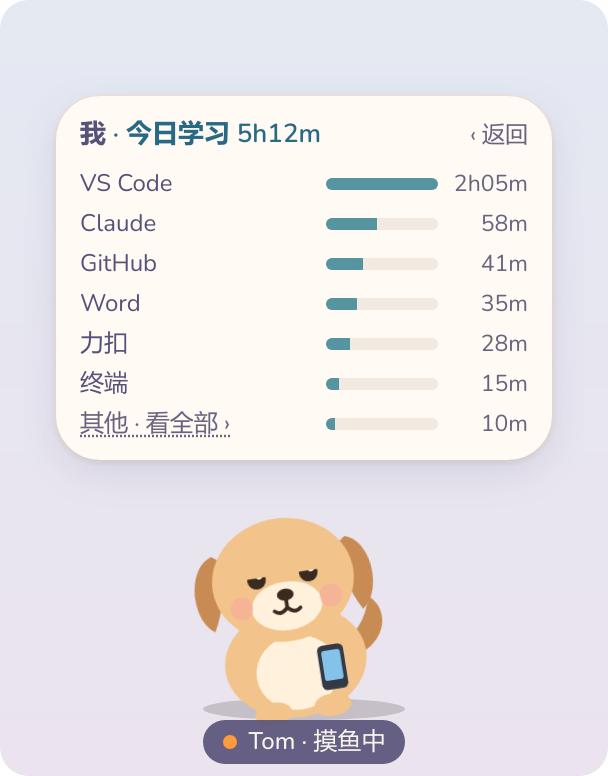 我 · 今日学习 5h12m ‹ 返回
VS Code 2h05m
Claude 58m
GitHub 41m
Word 35m
力扣 28m
终端 15m
其他 · 看全部 › 10m
Tom · 摸鱼中